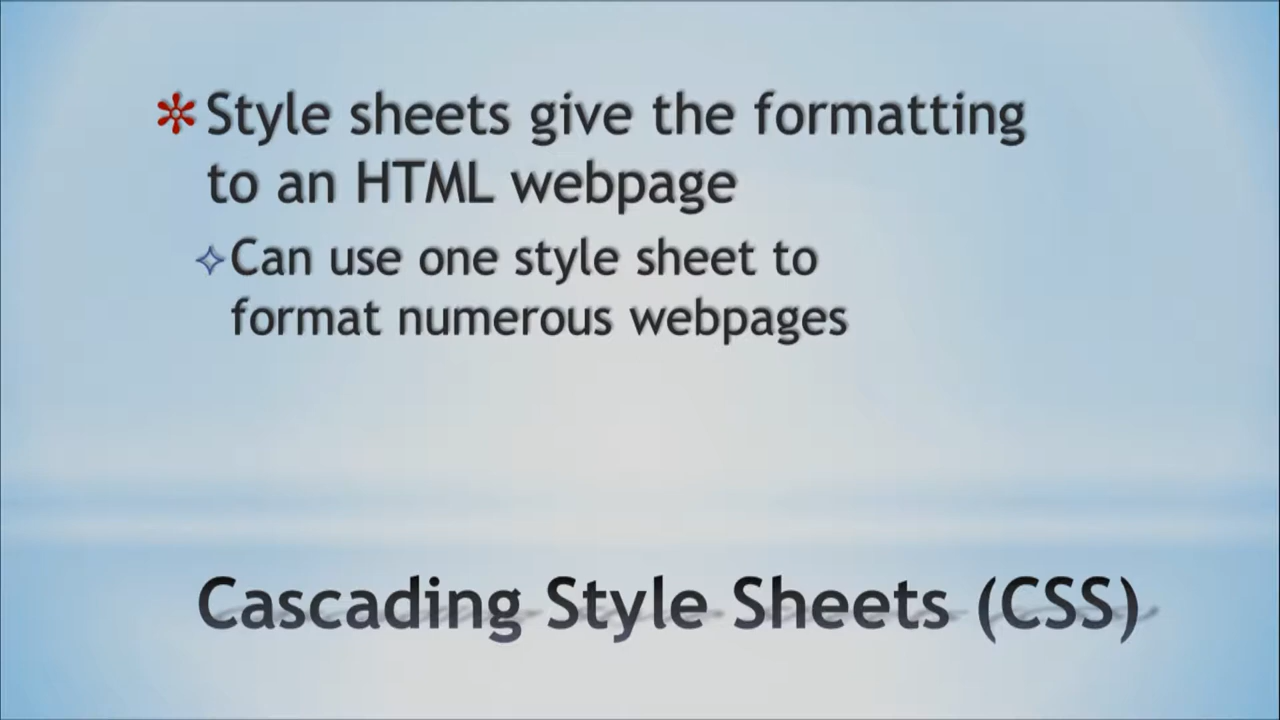 Style sheets give the formatting
to an HTML webpage
Can use one style sheet to
format numerous webpages
Cascading Style Sheets (CSS)